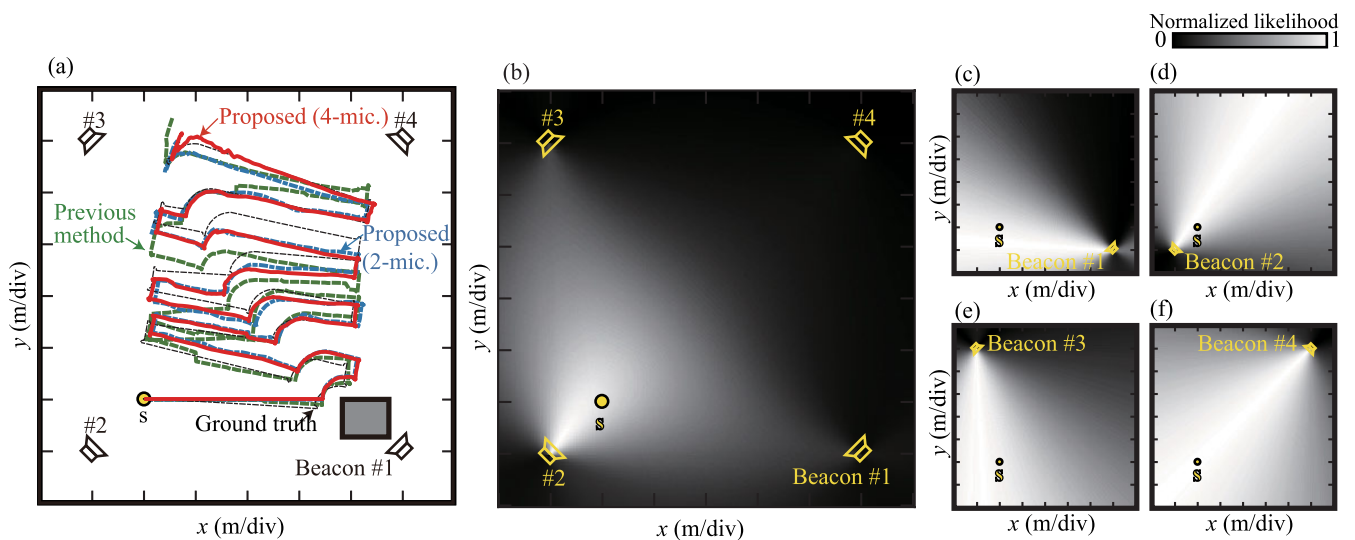 Normalized likelihood
0 1
(a)
#3
Proposed (4-mic.)
#4
Previous
method
Proposed
(2-mic.)
s
Ground truth
#2
Beacon #1
y (m/div)
x (m/div)
(b)
#3
#4
s
#2
Beacon #1
y (m/div)
x (m/div)
(c)
s
Beacon #1
y (m/div)
x (m/div)
(d)
s
Beacon #2
x (m/div)
(e)
Beacon #3
s
y (m/div)
x (m/div)
(f)
Beacon #4
s
x (m/div)